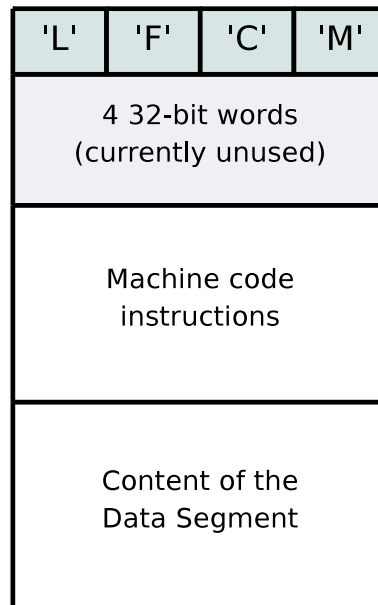 'L' 'F' 'C' 'M'
4 32-bit words
(currently unused)
Machine code
instructions
Content of the
Data Segment